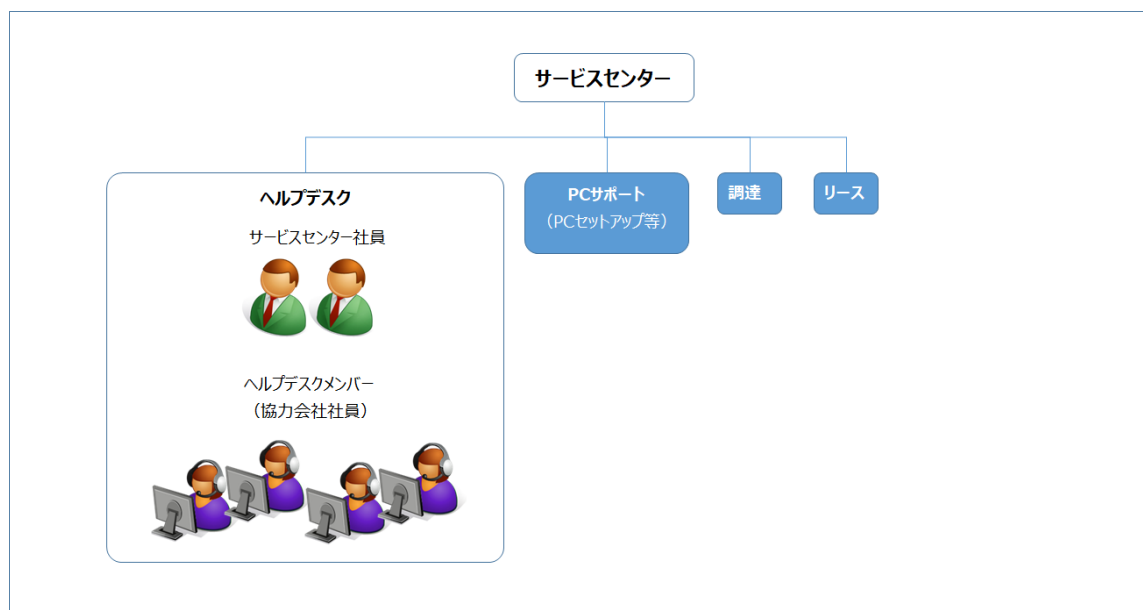 サービスセンター
ヘルプデスク
サービスセンター社員
ヘルプデスクメンバー
（協力会社社員）
PCサポート
（PCセットアップ等）
調達
リース